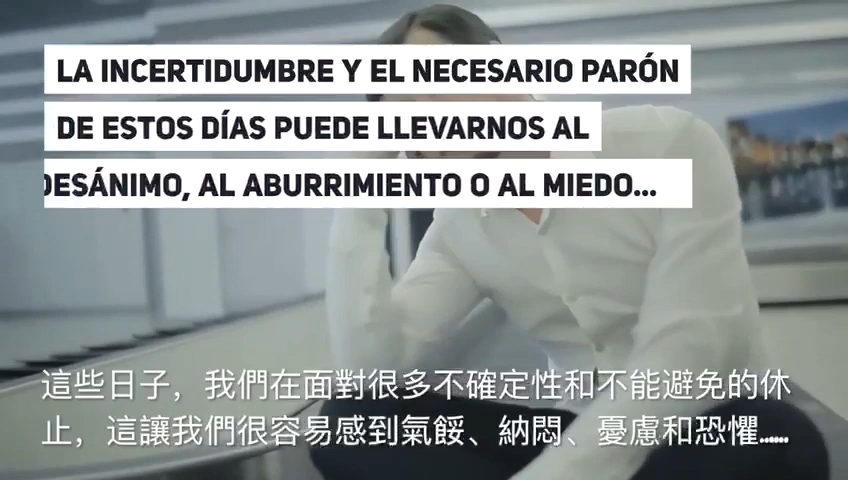 LA INCERTIDUMBRE Y EL NECESARIO PARÓN
DE ESTOS DÍAS PUEDE LLEVARNOS AL
DESÁNIMO, AL ABURRIMIENTO O AL MIEDO...
這些日子，我們在面對很多不確定性和不能避免的休
止，這讓我們很容易感到氣餒、納悶、憂慮和恐懼......